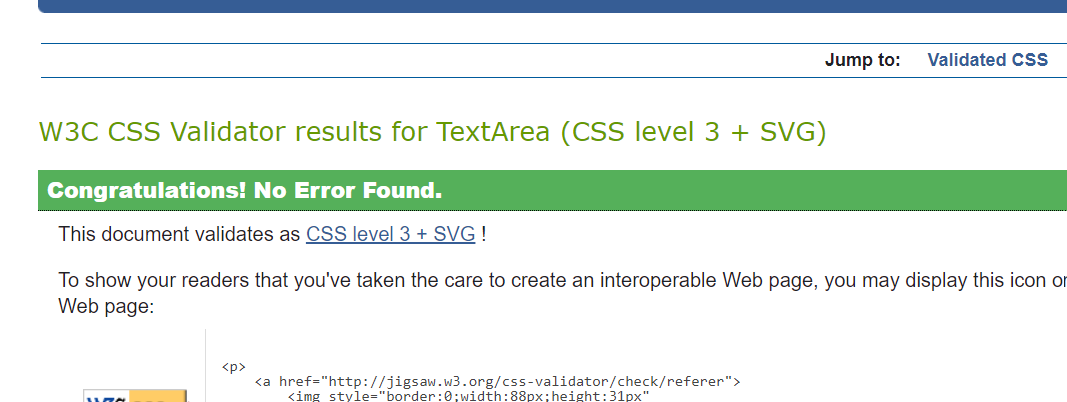 Jump to: Validated CSS
W3C CSS Validator results for TextArea (CSS level 3 + SVG)
Congratulations! No Error Found.
This document validates as CSS level 3 + SVG !
To show your readers that you've taken the care to create an interoperable Web page, you may display this icon
Web page:
<p>
<a href="http://jigsaw.w3.org/css-validator/check/referer">
<img style="border:0;width:88px;height:31px"